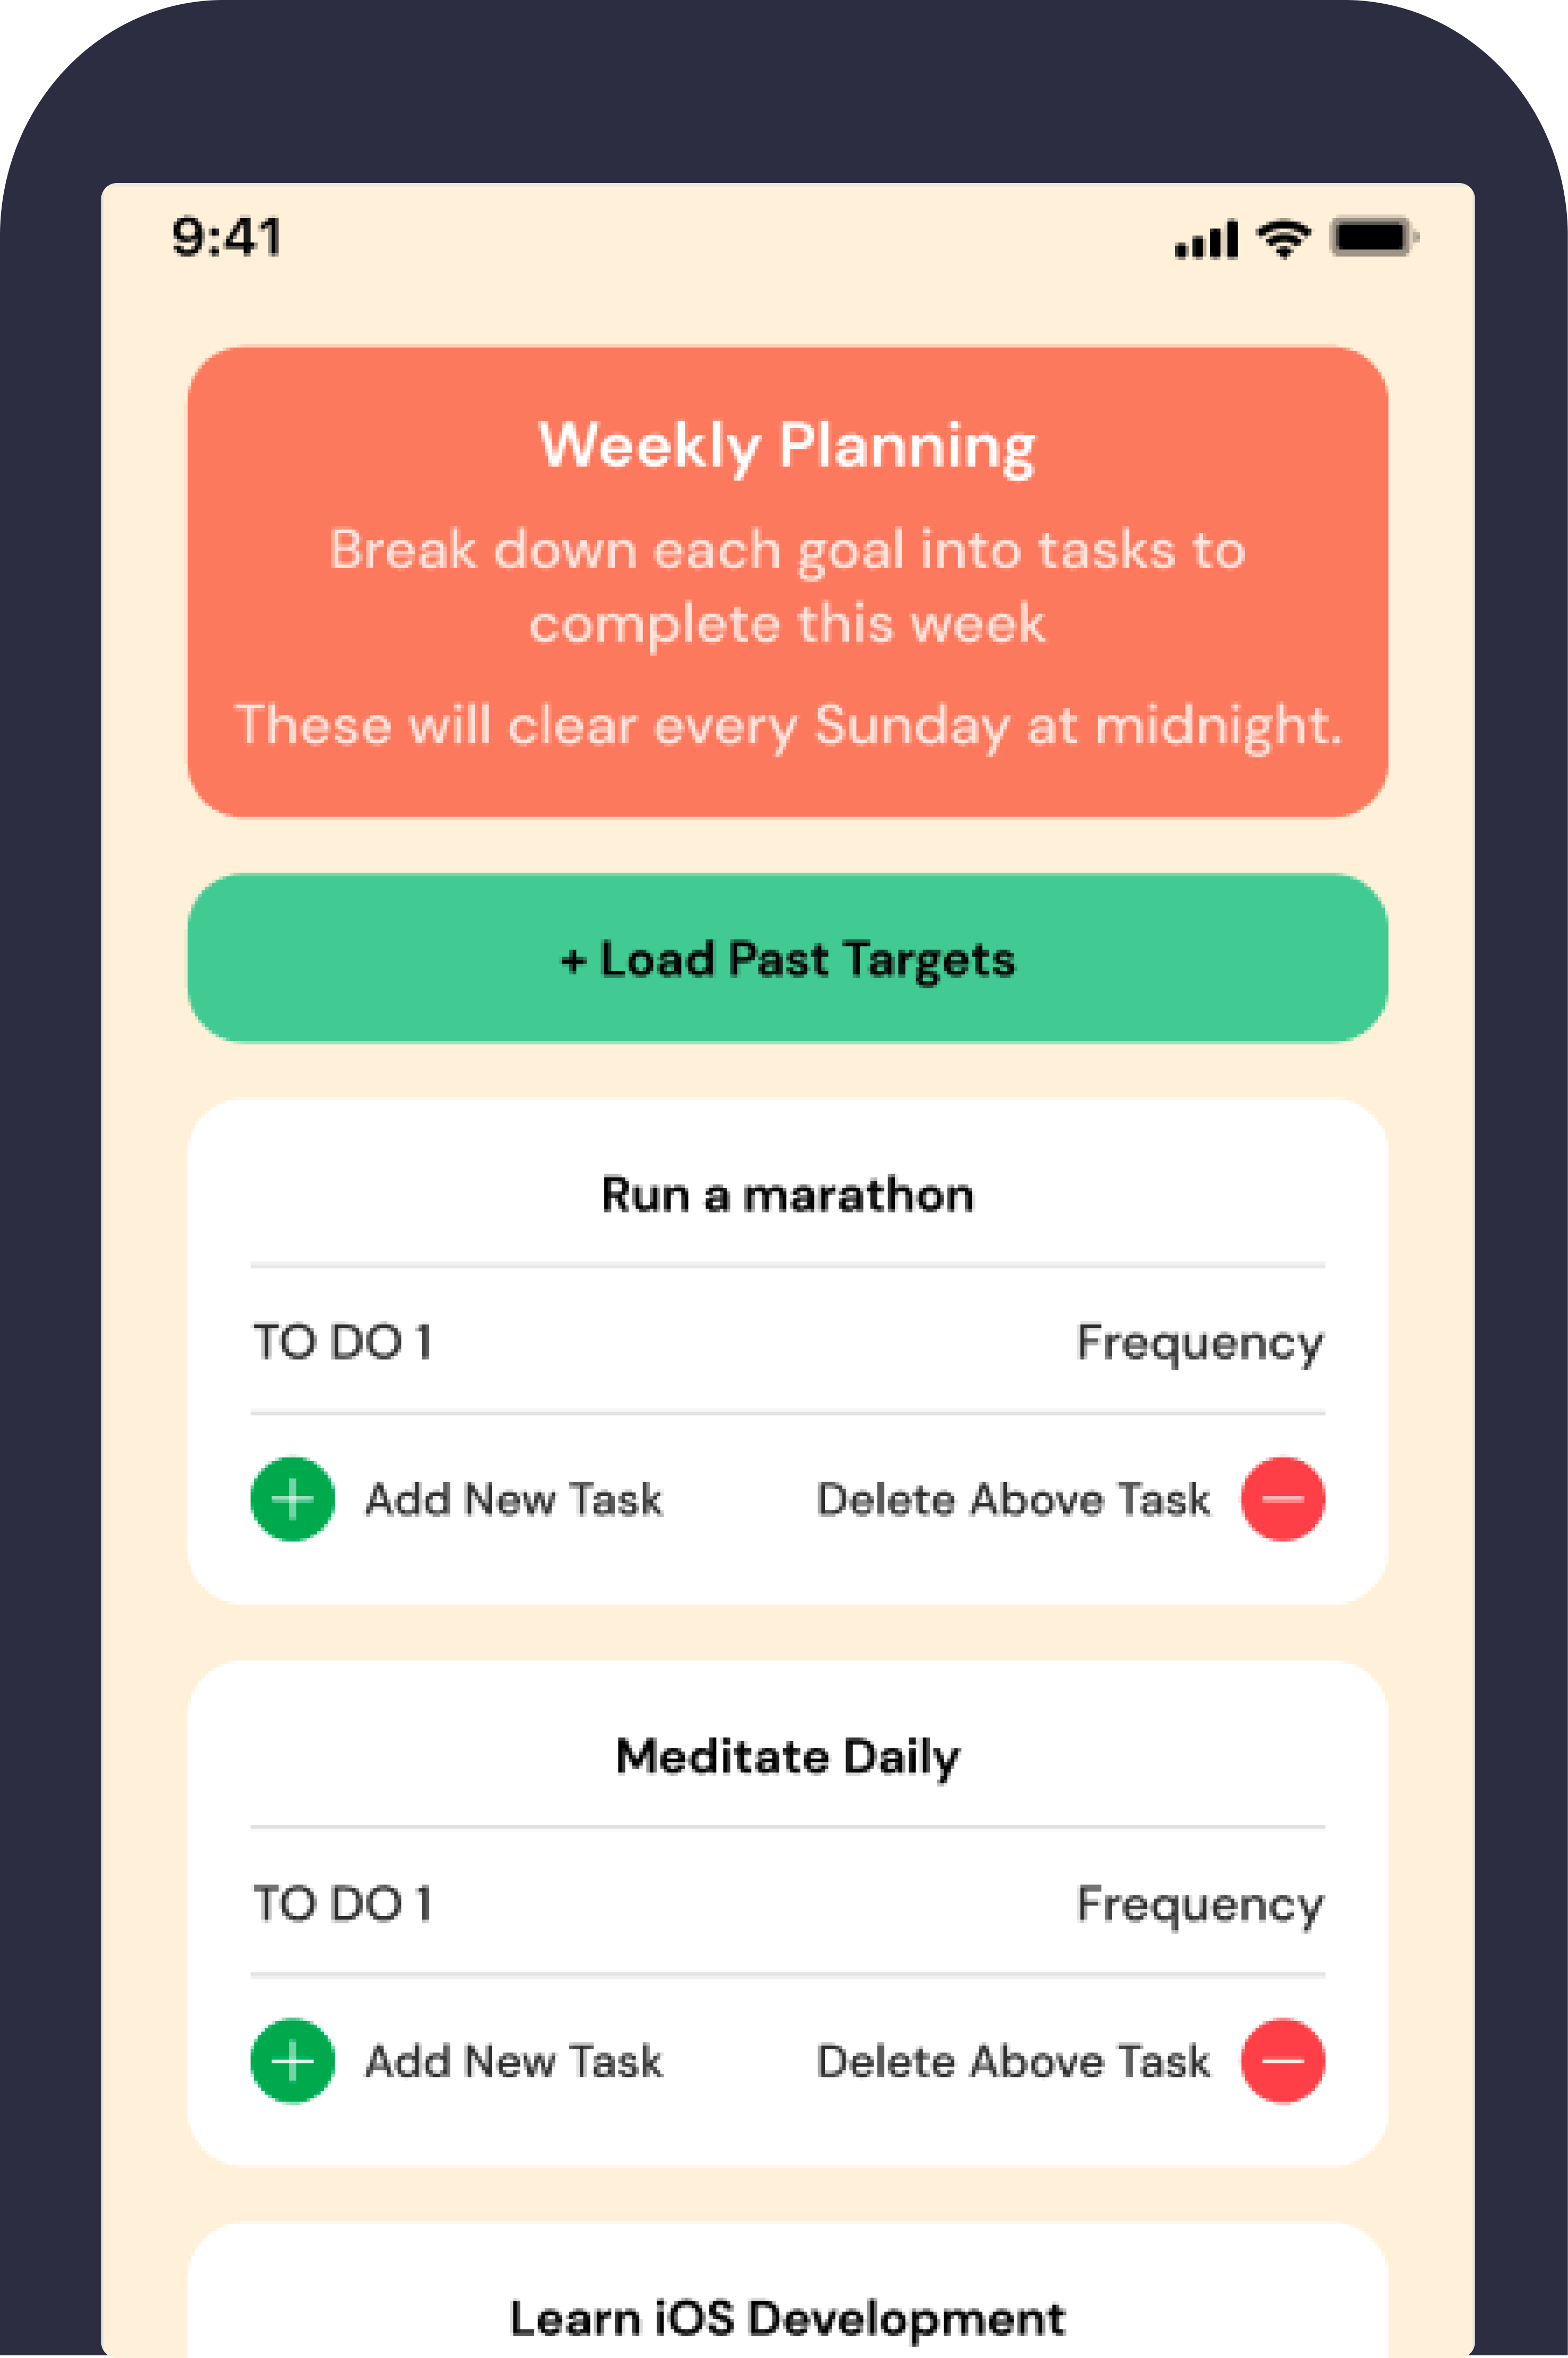 9:41
Weekly Planning
Break down each goal into tasks to
complete this week
These will clear every Sunday at midnight.
+ Load Past Targets
Run a marathon
TO DO 1 Frequency
Add New Task Delete Above Task
Meditate Daily
TO DO 1 Frequency
Add New Task Delete Above Task
Learn iOS Development